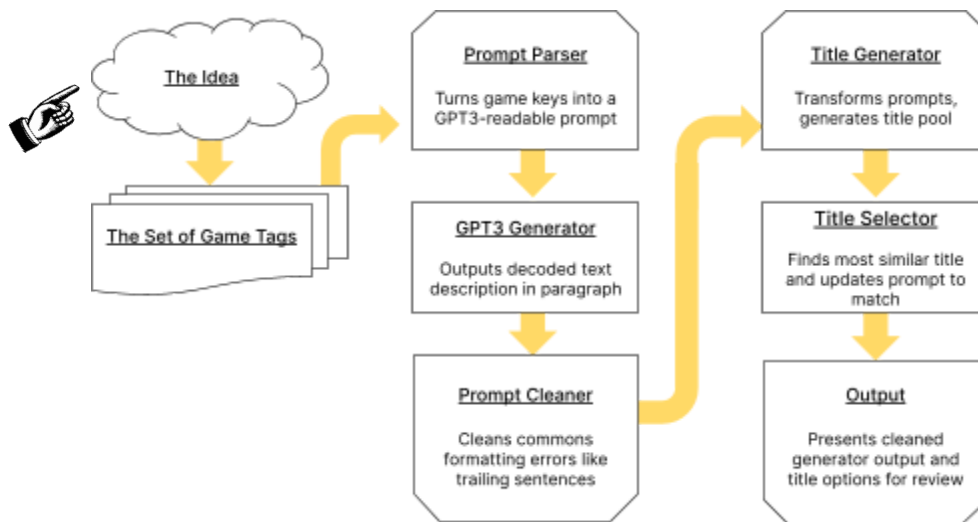 The Idea
The Set of Game Tags
Prompt Parser
Turns game keys into a
GPT3-readable prompt
GPT3 Generator
Outputs decoded text
description in paragraph
Prompt Cleaner
Cleans commons
formatting errors like
trailing sentences
Title Generator
Transforms prompts,
generates title pool
Title Selector
Finds most similar title
and updates prompt to
match
Output
Presents cleaned
generator output and
title options for review